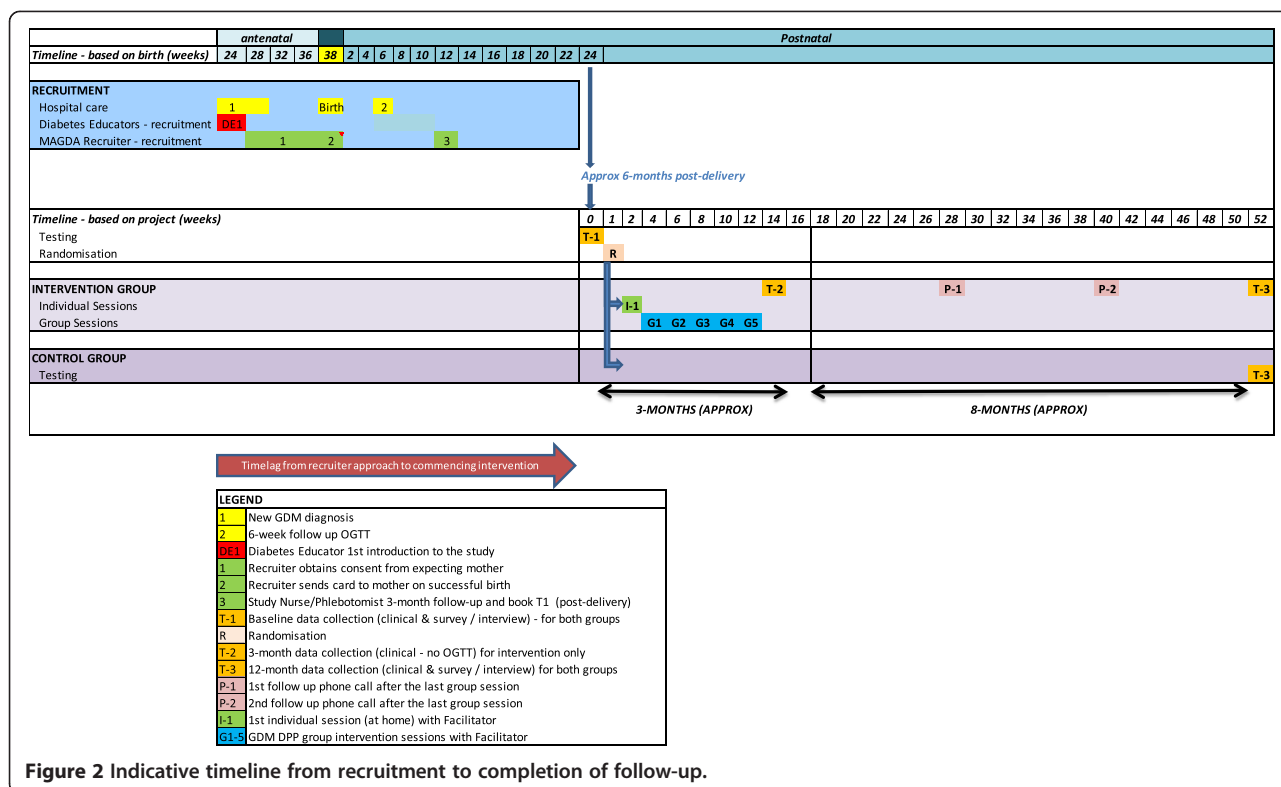 antenatal Postnatal
Timeline - based on birth (weeks) 24 28 32 36 38 2 4 6 8 10 12 14 16 18 20 22 24
RECRUITMENT
Hospital care 1 Birth 2
Diabetes Educators - recruitment DE1
MAGDA Recruiter - recruitment 1 2 3
Approx 6-months post-delivery
Timeline - based on project (weeks) 0 1 2 4 6 8 10 12 14 16 18 20 22 24 26 28 30 32 34 36 38 40 42 44 46 48 50 52
Testing T-1
Randomisation R
INTERVENTION GROUP T-2 P-1 P-2 T-3
Individual Sessions I-1
Group Sessions G1 G2 G3 G4 G5
CONTROL GROUP
Testing T-3
3-MONTHS (APPROX) 8-MONTHS (APPROX)
Timelag from recruiter approach to commencing intervention
LEGEND
1 New GDM diagnosis
2 6-week follow up OGTT
DE1 Diabetes Educator 1st introduction to the study
1 Recruiter obtains consent from expecting mother
2 Recruiter sends card to mother on successful birth
3 Study Nurse/Phlebotomist 3-month follow-up and book T1 (post-delivery)
T-1 Baseline data collection (clinical & survey / interview) - for both groups
R Randomisation
T-2 3-month data collection (clinical - no OGTT) for intervention only
T-3 12-month data collection (clinical & survey / interview) for both groups
P-1 1st follow up phone call after the last group session
P-2 2nd follow up phone call after the last group session
I-1 1st individual session (at home) with Facilitator
G1-5 GDM DPP group intervention sessions with Facilitator
Figure 2 Indicative timeline from recruitment to completion of follow-up.